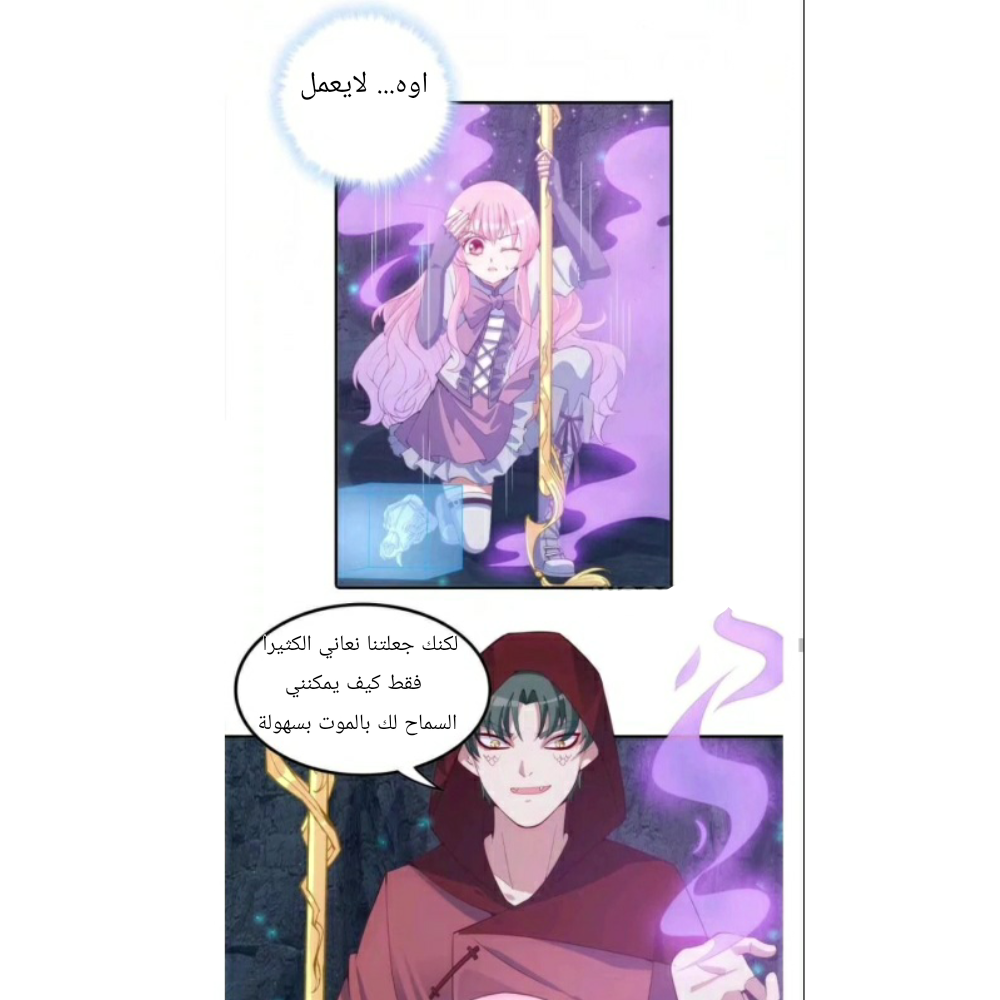 اوه... لايعمل
لكنك جعلتنا نعاني الكثيراً
فقط كيف يمكنني
السماح لك بالموت بسهولة